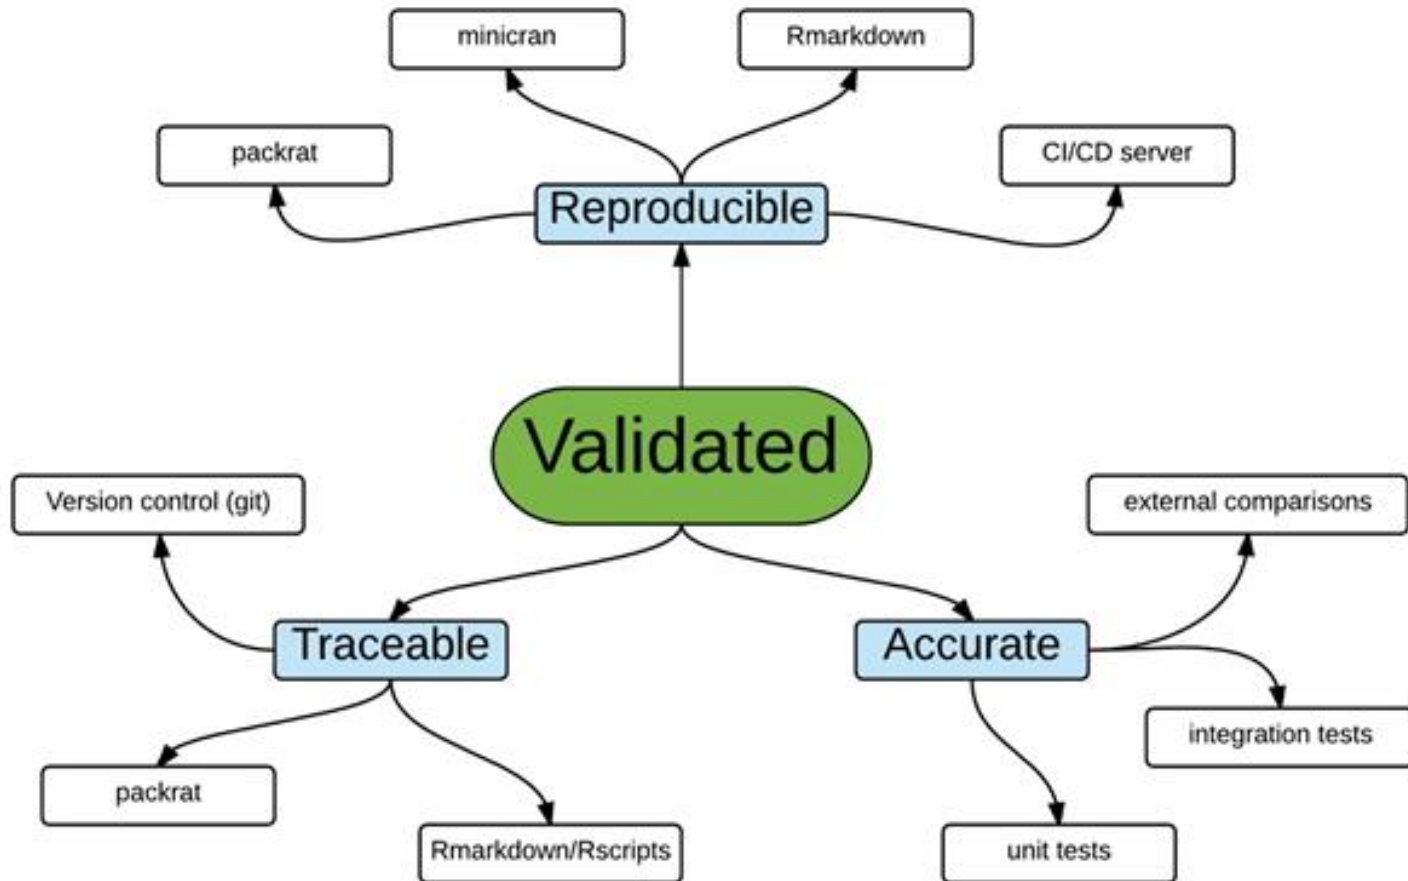 minicran
Rmarkdown
packrat
CI/CD server
Reproducible
Validated
Version control (git)
external comparisons
Traceable
Accurate
integration tests
packrat
Rmarkdown/Rscripts
unit tests